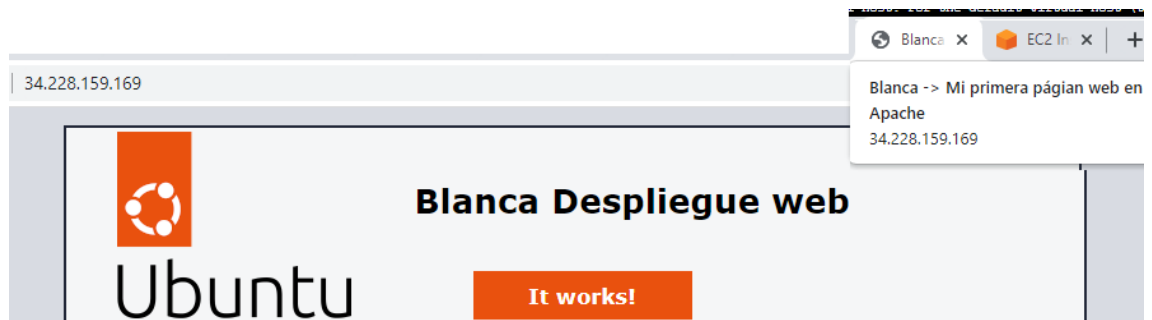 Blanca
EC2 In
34.228.159.169
Blanca -> Mi primera págian web en
Apache
34.228.159.169
Blanca Despliegue web
Ubuntu
It works!